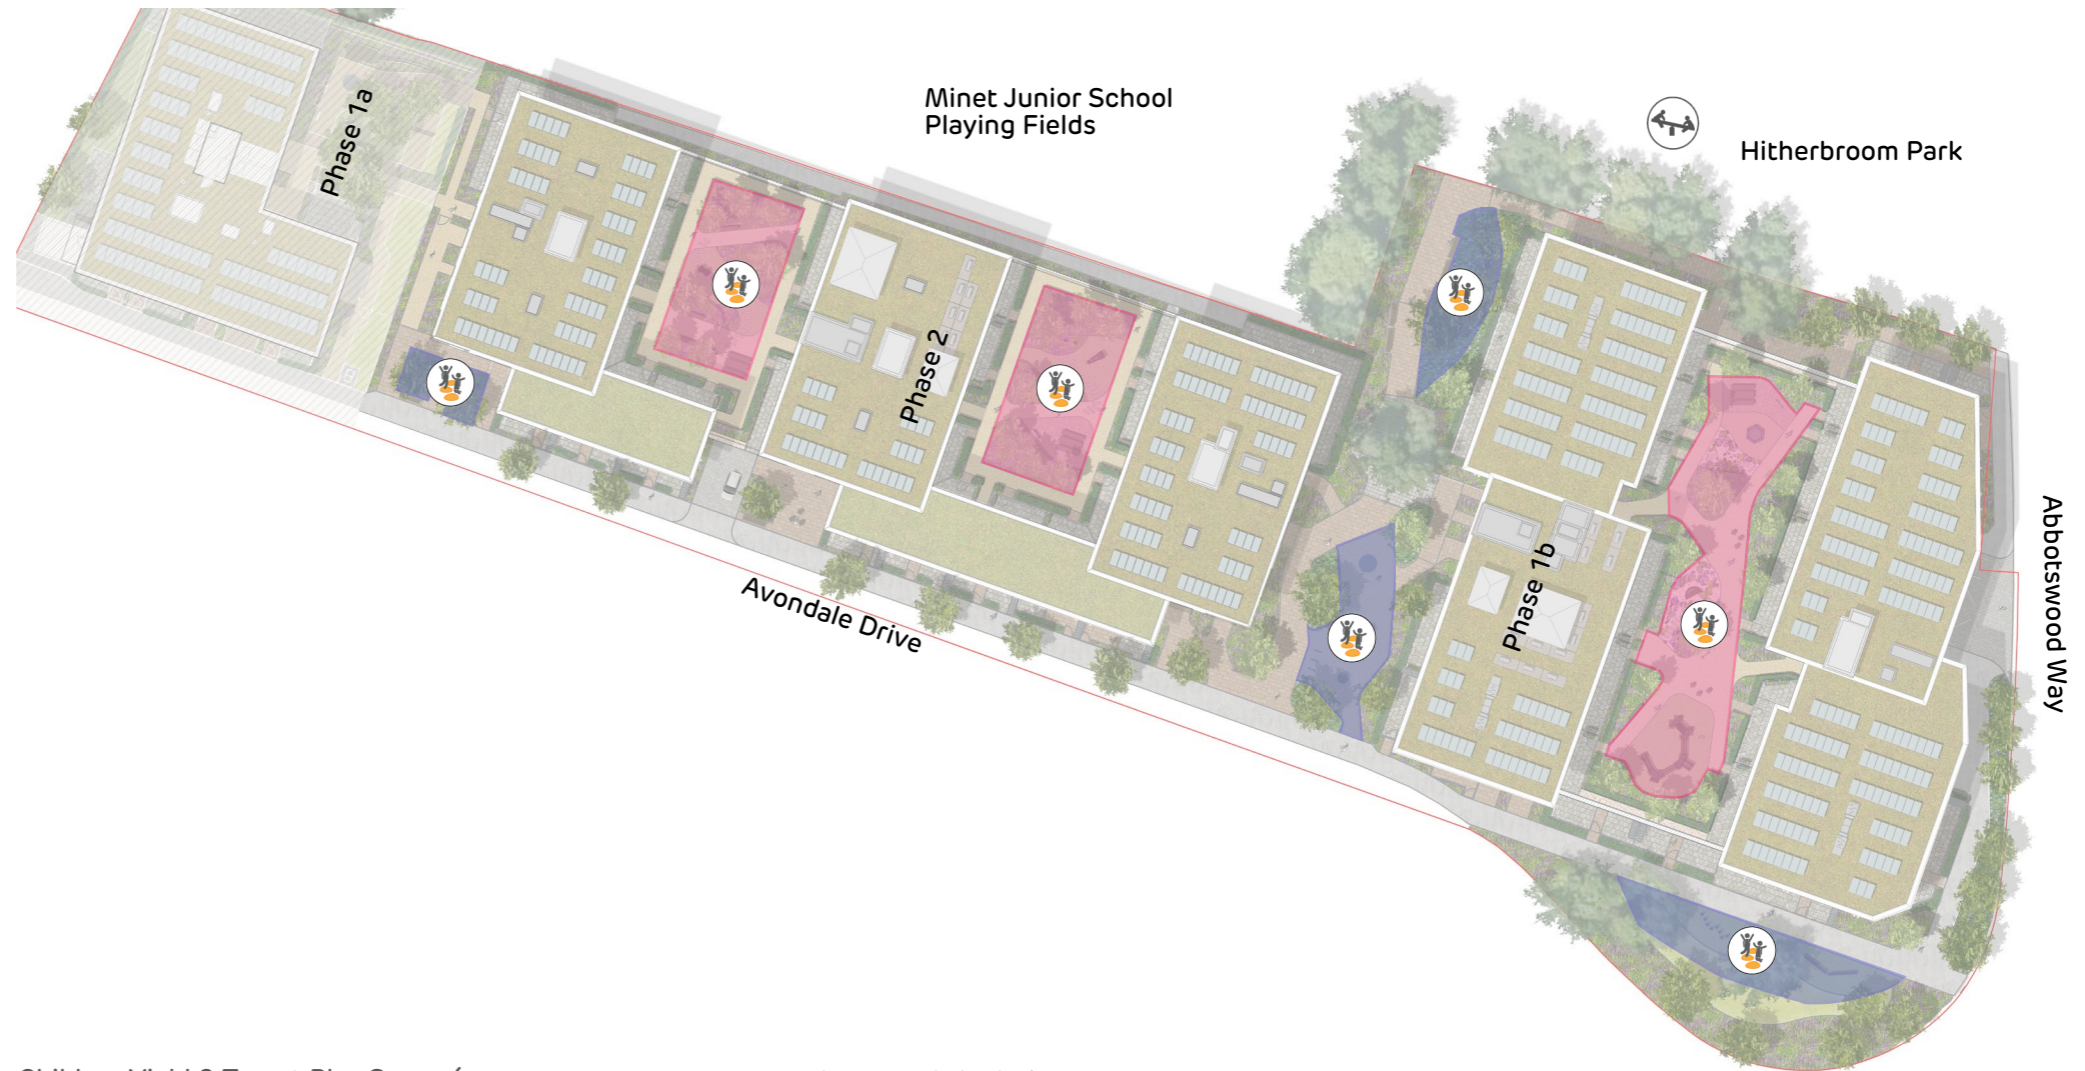 Phase 1a
Minet Junior School
Playing Fields
Hitherbroom Park
Phase 2
Abbotswood Way
Phase 1b
Avondale Drive